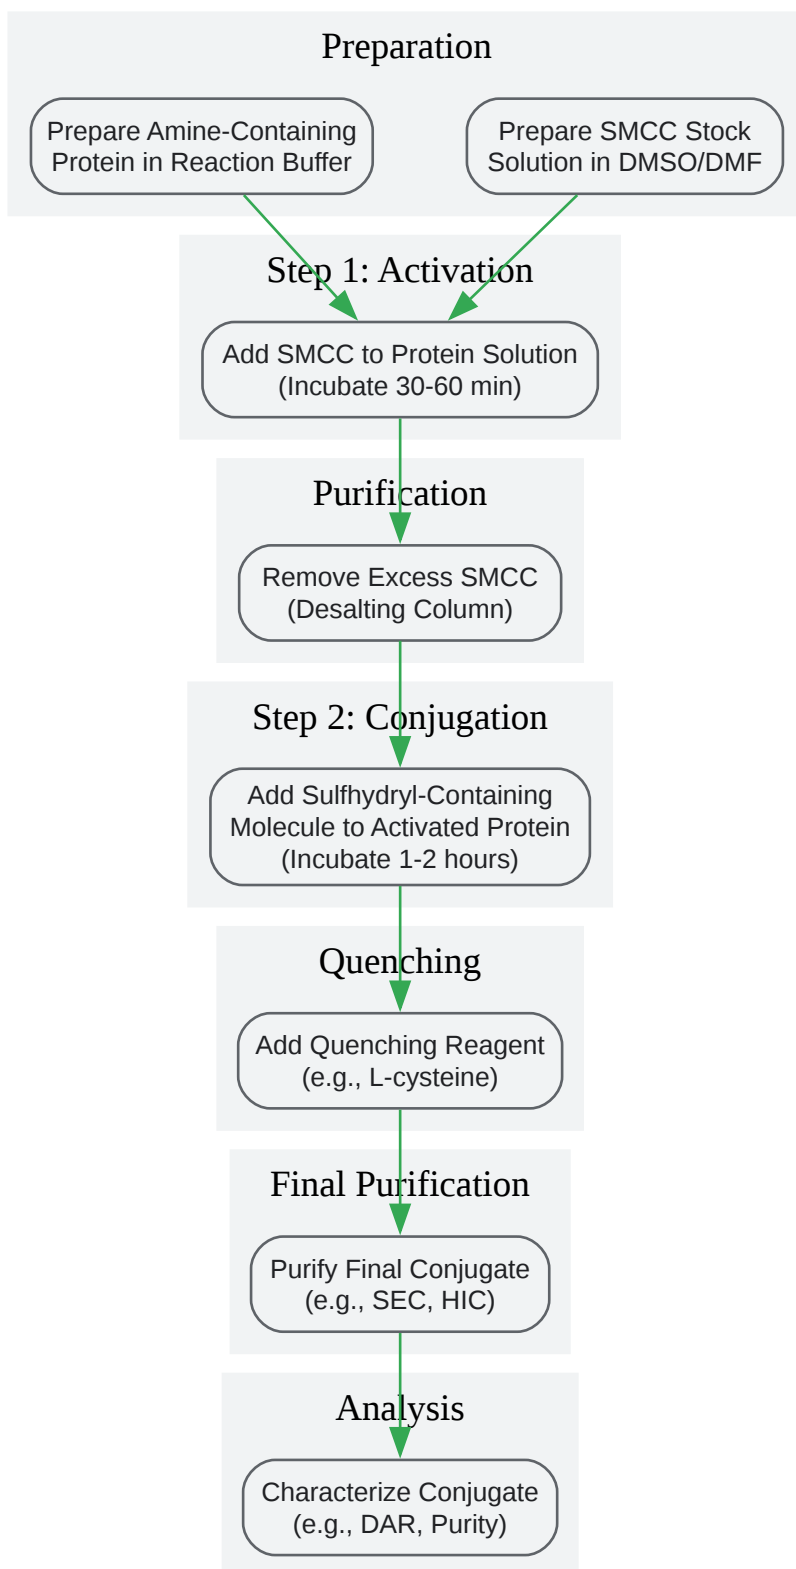 Preparation
Prepare Amine-Containing
Protein in Reaction Buffer
Prepare SMCC Stock
Solution in DMSO/DMF
Step 1: Activation
Add SMCC to Protein Solution
(Incubate 30-60 min)
Purification
Remove Excess SMCC
(Desalting Column)
Step 2: Conjugation
Add Sulfhydryl-Containing
Molecule to Activated Protein
(Incubate 1-2 hours)
Quenching
Add Quenching Reagent
(e.g., L-cysteine)
Final Purification
Purify Final Conjugate
(e.g., SEC, HIC)
Analysis
Characterize Conjugate
(e.g., DAR, Purity)